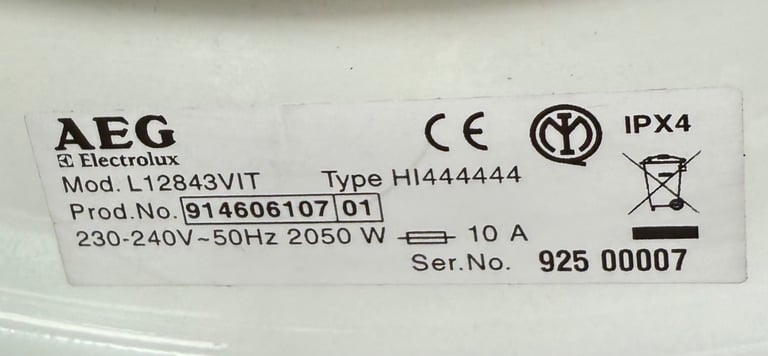 AEG
Electrolux
CE
IPX4
Mod. L12843VIT Type HI444444
Prod.No. 914606107 01
230-240V~50Hz 2050 W 10 A
Ser.No. 925 00007